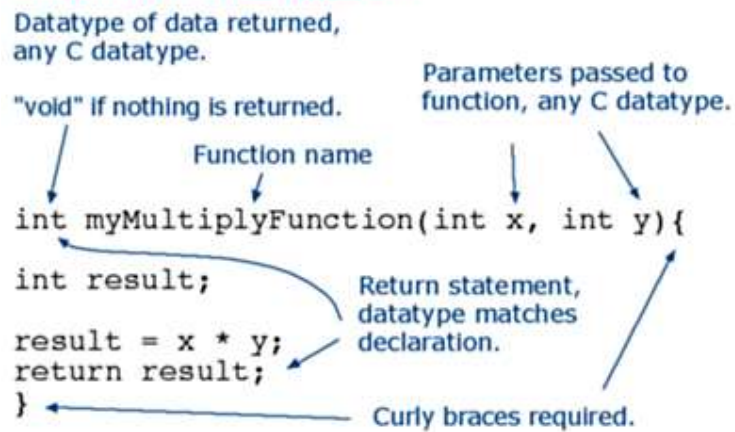 Datatype of data returned,
any C datatype.
"void" if nothing is returned.
Parameters passed to
function, any C datatype.
Function name
int myMultiplyFunction(int x, int y){
int result;
Return statement,
datatype matches
declaration.
result = x * y;
return result;
}
Curly braces required.